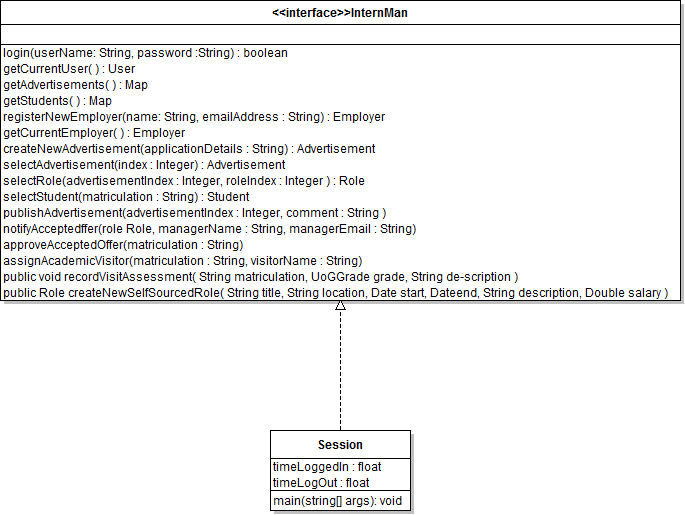 <<interface>>InternMan
login(userName: String, password :String) : boolean
getCurrentUser( ) : User
getAdvertisements( ) : Map
getStudents( ) : Map
registerNewEmployer(name: String, emailAddress : String) : Employer
getCurrentEmployer( ) : Employer
createNewAdvertisement(applicationDetails : String) : Advertisement
selectAdvertisement(index : Integer) : Advertisement
selectRole(advertisementIndex : Integer, roleIndex : Integer ) : Role
selectStudent(matriculation : String) : Student
publishAdvertisement(advertisementIndex : Integer, comment : String )
notifyAcceptedffer(role Role, managerName : String, managerEmail : String)
approveAcceptedOffer(matriculation : String)
assignAcademicVisitor(matriculation : String, visitorName : String)
public void recordVisitAssessment( String matriculation, UoGGrade grade, String de-scription )
public Role createNewSelfSourcedRole( String title, String location, Date start, Dateend, String description, Double salary )
Session
timeLoggedIn : float
timeLogOut : float
main(string[] args): void